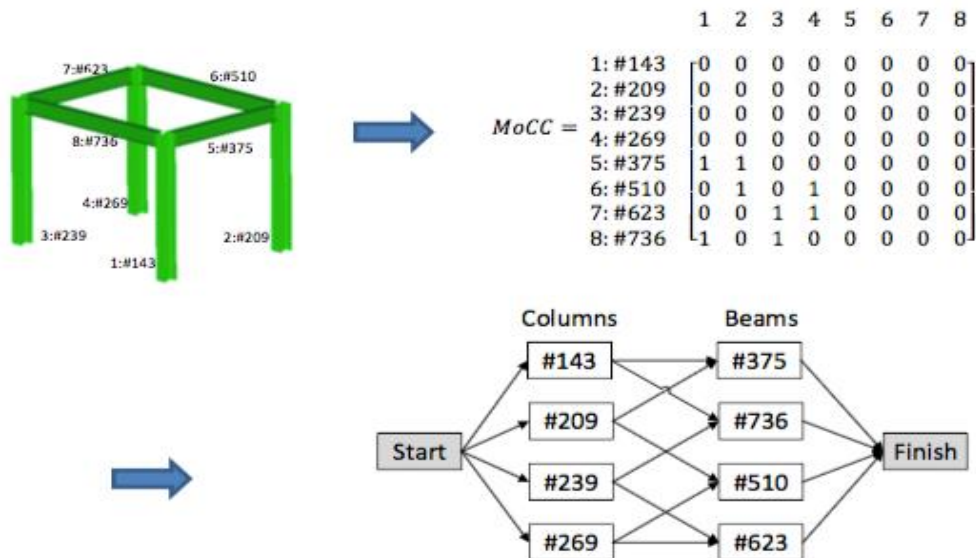 7:#623
6:#510
8:#736
5:#375
4:#269
3:#239
2:#209
1:#143
1 2 3 4 5 6 7 8
MoCC =
1: #143 0 0 0 0 0 0 0 0
2: #209 0 0 0 0 0 0 0 0
3: #239 0 0 0 0 0 0 0 0
4: #269 0 0 0 0 0 0 0 0
5: #375 1 1 0 0 0 0 0 0
6: #510 0 1 0 1 0 0 0 0
7: #623 0 0 1 1 0 0 0 0
8: #736 1 0 1 0 0 0 0 0
Columns Beams
#143 #375
#209 #736
Start Finish
#239 #510
#269 #623